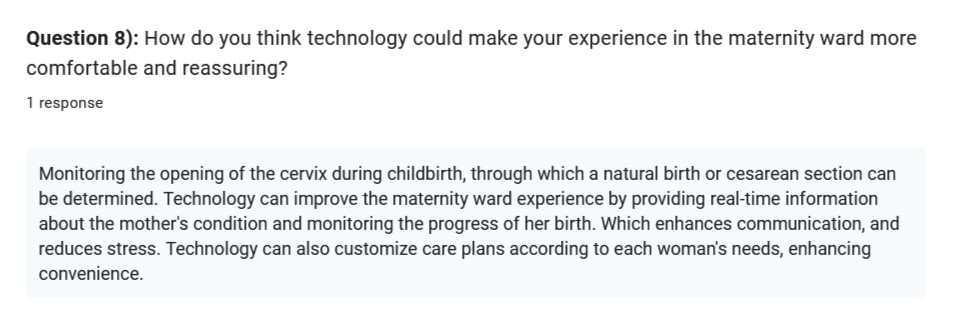 Question 8): How do you think technology could make your experience in the maternity ward more
comfortable and reassuring?
1 response
Monitoring the opening of the cervix during childbirth, through which a natural birth or cesarean section can
be determined. Technology can improve the maternity ward experience by providing real-time information
about the mother's condition and monitoring the progress of her birth. Which enhances communication, and
reduces stress. Technology can also customize care plans according to each woman's needs, enhancing
convenience.